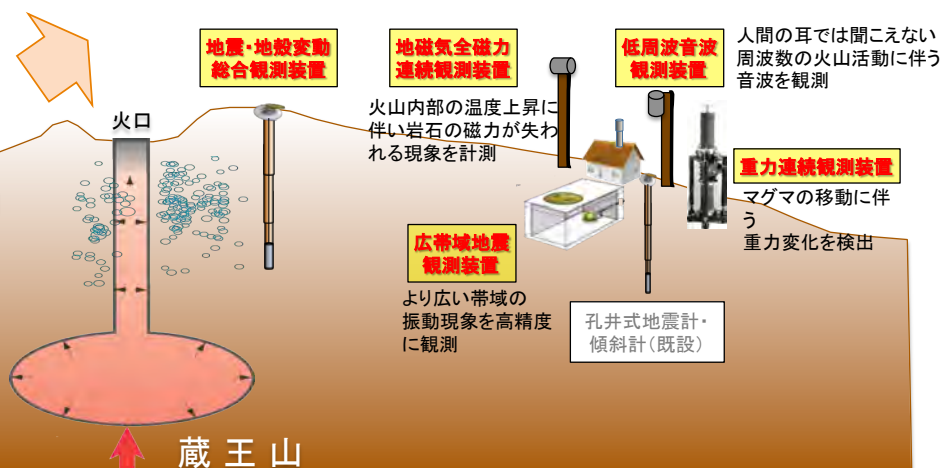 地震・地殻変動
総合観測装置
地磁気全磁力
連続観測装置
火山内部の温度上昇に
伴い岩石の磁力が失わ
れる現象を計測
低周波音波
観測装置
人間の耳では聞こえない
周波数の火山活動に伴う
音波を観測
火口
重力連続観測装置
マグマの移動に伴
う
重力変化を検出
広帯域地震
観測装置
より広い帯域の
振動現象を高精度
に観測
孔井式地震計・
傾斜計(既設)
蔵王山